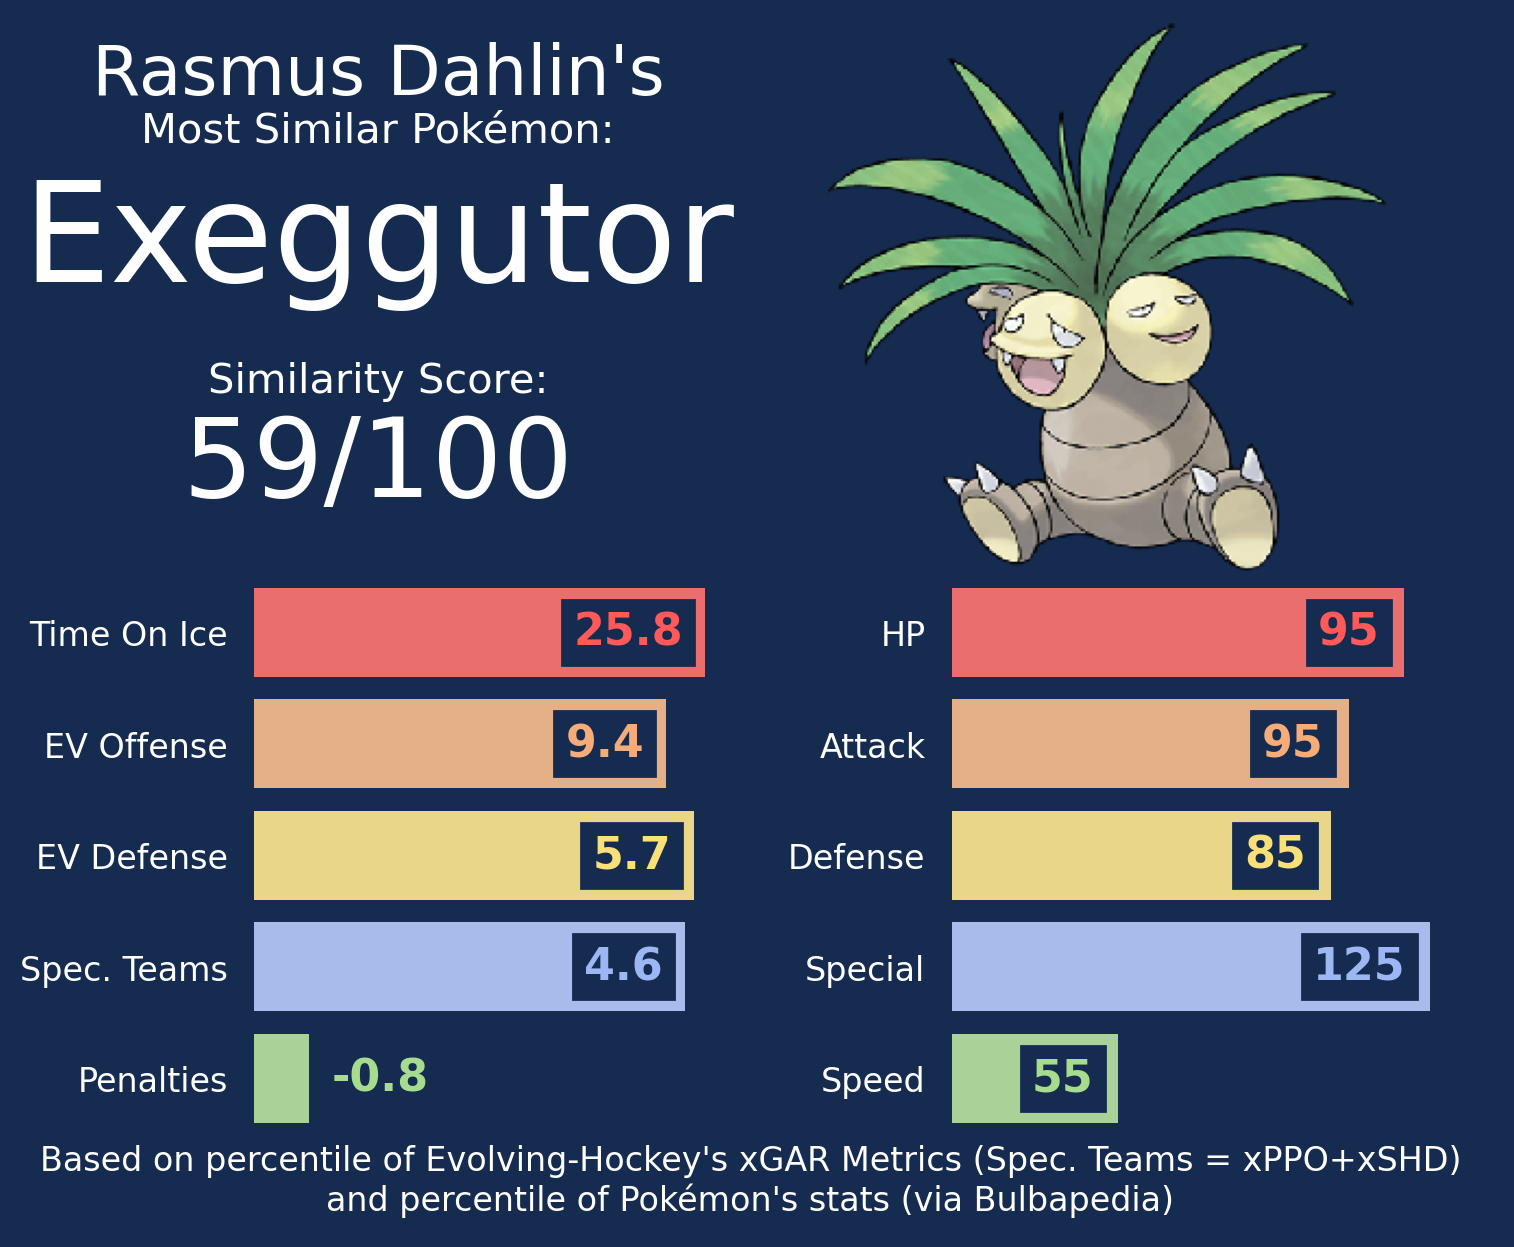 Rasmus Dahlin's
Most Similar Pokémon:
Exeggutor
Similarity Score:
59/100
Time On Ice 25.8
EV Offense 9.4
EV Defense 5.7
Spec. Teams 4.6
Penalties -0.8
HP 95
Attack 95
Defense 85
Special 125
Speed 55
Based on percentile of Evolving-Hockey's xGAR Metrics (Spec. Teams = xPPO+xSHD)
and percentile of Pokémon's stats (via Bulbapedia)